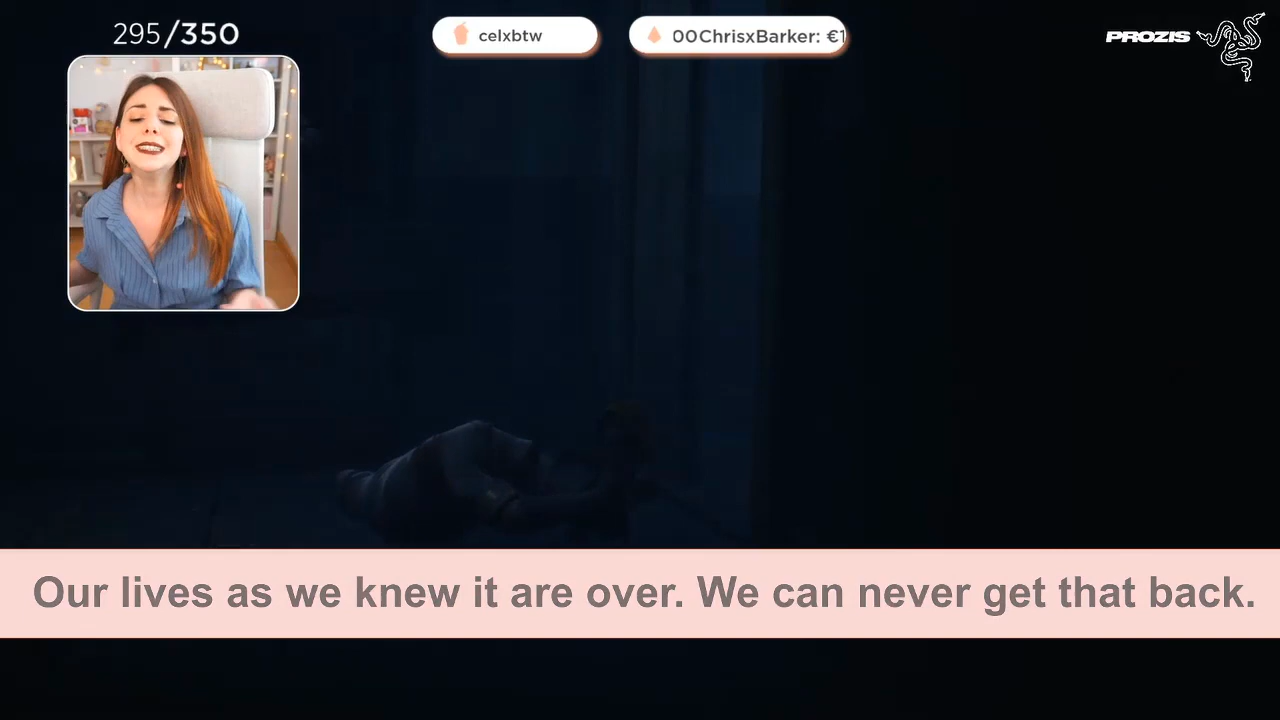 295/350
celxbtw
00ChrisxBarker: €1
PROZIS
Our lives as we knew it are over. We can never get that back.